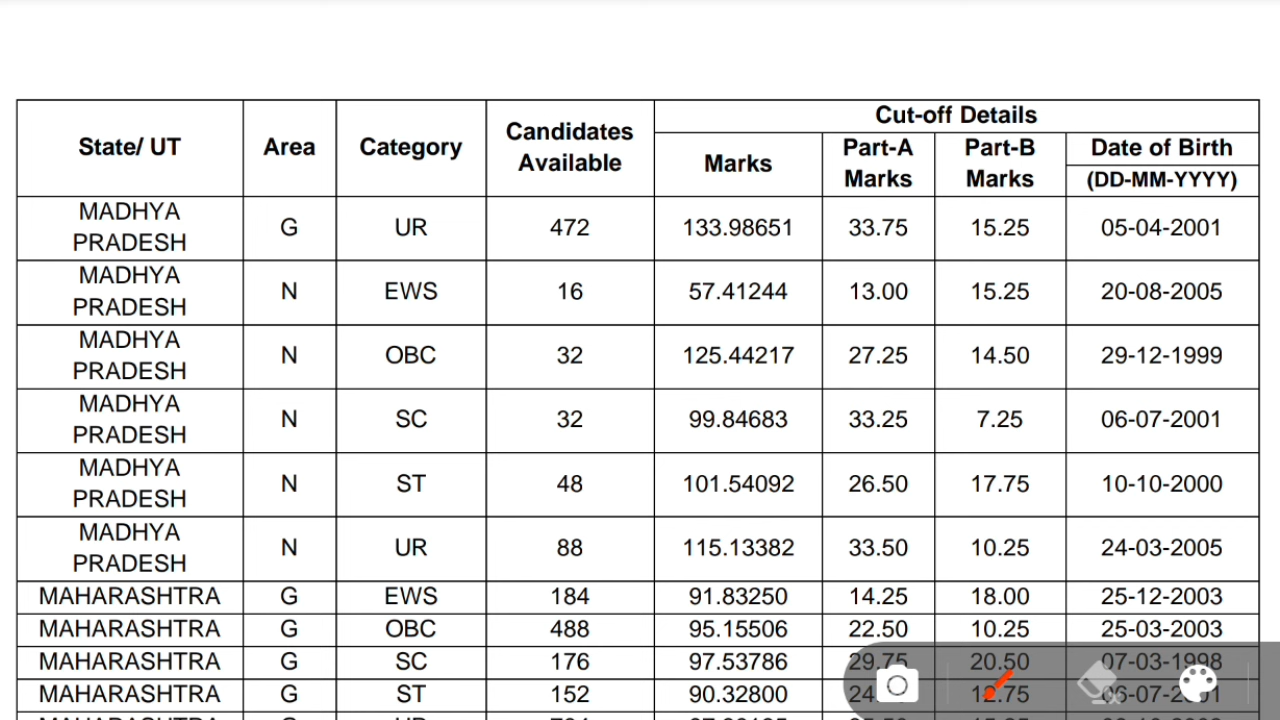 State/ UT Area Category Candidates Available Cut-off Details
Marks Part-A Marks Part-B Marks Date of Birth
(DD-MM-YYYY)
MADHYA PRADESH G UR 472 133.98651 33.75 15.25 05-04-2001
MADHYA PRADESH N EWS 16 57.41244 13.00 15.25 20-08-2005
MADHYA PRADESH N OBC 32 125.44217 27.25 14.50 29-12-1999
MADHYA PRADESH N SC 32 99.84683 33.25 7.25 06-07-2001
MADHYA PRADESH N ST 48 101.54092 26.50 17.75 10-10-2000
MADHYA PRADESH N UR 88 115.13382 33.50 10.25 24-03-2005
MAHARASHTRA G EWS 184 91.83250 14.25 18.00 25-12-2003
MAHARASHTRA G OBC 488 95.15506 22.50 10.25 25-03-2003
MAHARASHTRA G SC 176 97.53786 29.75 20.50 07-03-1998
MAHARASHTRA G ST 152 90.32800